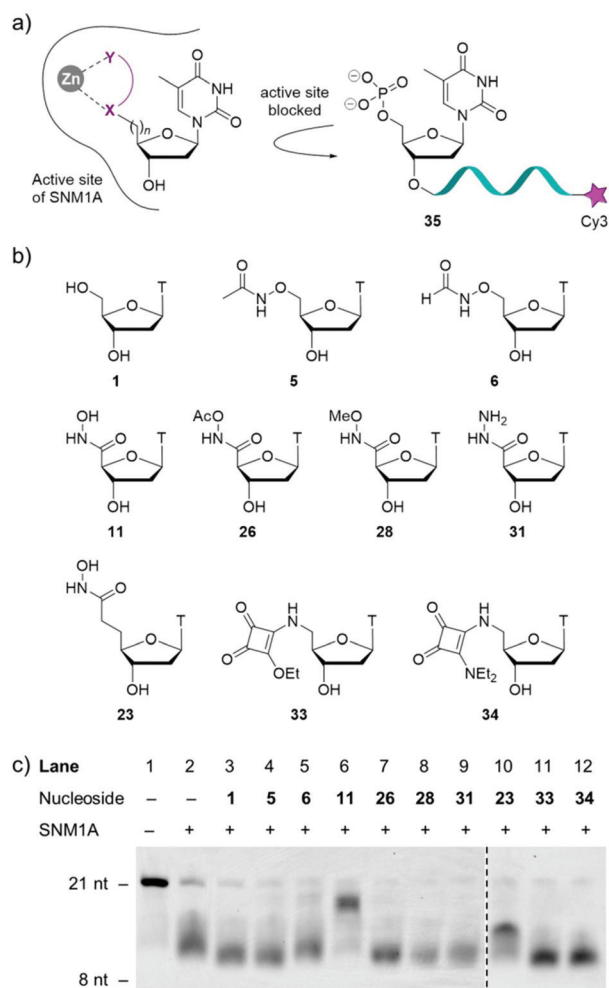 a)
Y
Zn
X
( )n
O
N
NH
O
O
OH
Active site
of SNM1A
active site
blocked
⊖O O
P
⊖O O
O
N
NH
O
O
O
35
Cy3
b)
HO O T
OH
1
O
N
H
O O T
OH
5
O
H N
H
O O T
OH
6
OH
HN O O T
OH
11
AcO
HN O O T
OH
26
MeO
HN O O T
OH
28
NH2
HN O O T
OH
31
OH
HN O
O T
OH
23
O
O
H
N O T
OEt OH
33
O
O
H
N O T
NEt2 OH
34
c) Lane 1 2 3 4 5 6 7 8 9 10 11 12
Nucleoside – – 1 5 6 11 26 28 31 23 33 34
SNM1A – + + + + + + + + + + +
21 nt –
8 nt –